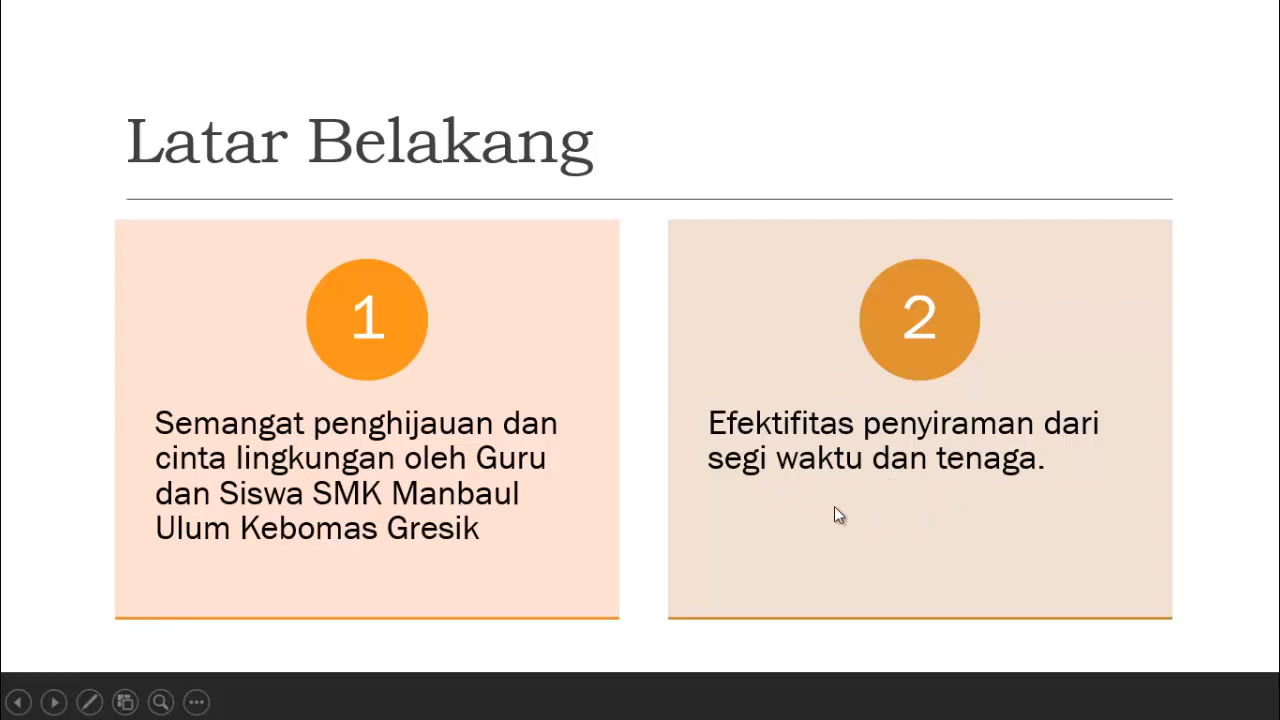 Latar Belakang
1
Semangat penghijauan dan
cinta lingkungan oleh Guru
dan Siswa SMK Manbaul
Ulum Kebomas Gresik
2
Efektifitas penyiraman dari
segi waktu dan tenaga.